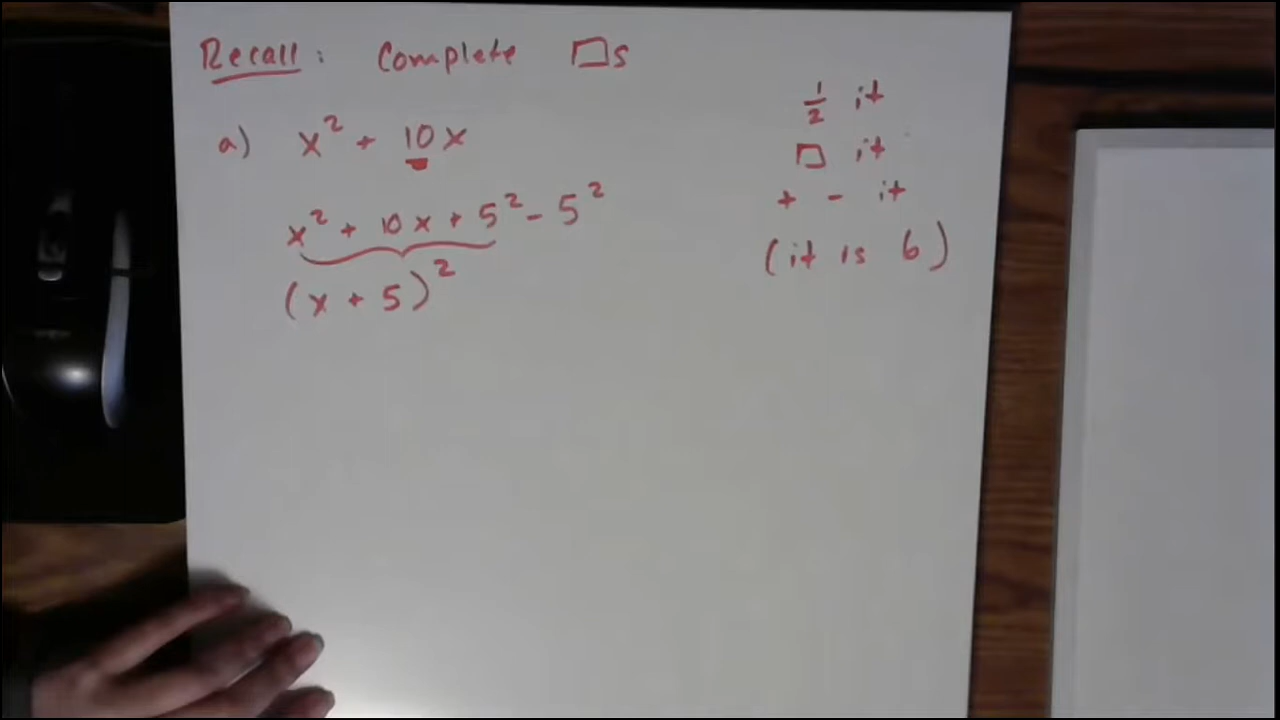 Recall: Complete □s
a) x² + 10x
x² + 10x + 5² - 5²
(x + 5)²
½ it
□ it
+ - it
(it is 6)